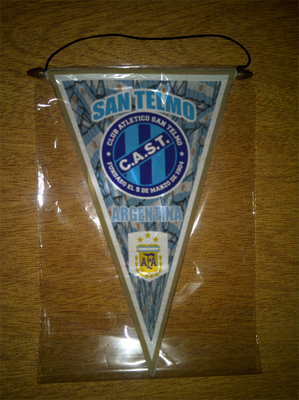 SAN TELMO
CLUB ATLETICO SAN TELMO
C.A.S.T.
FUNDADO EL 5 DE MARZO DE 1904
ARGENTINA
AFA